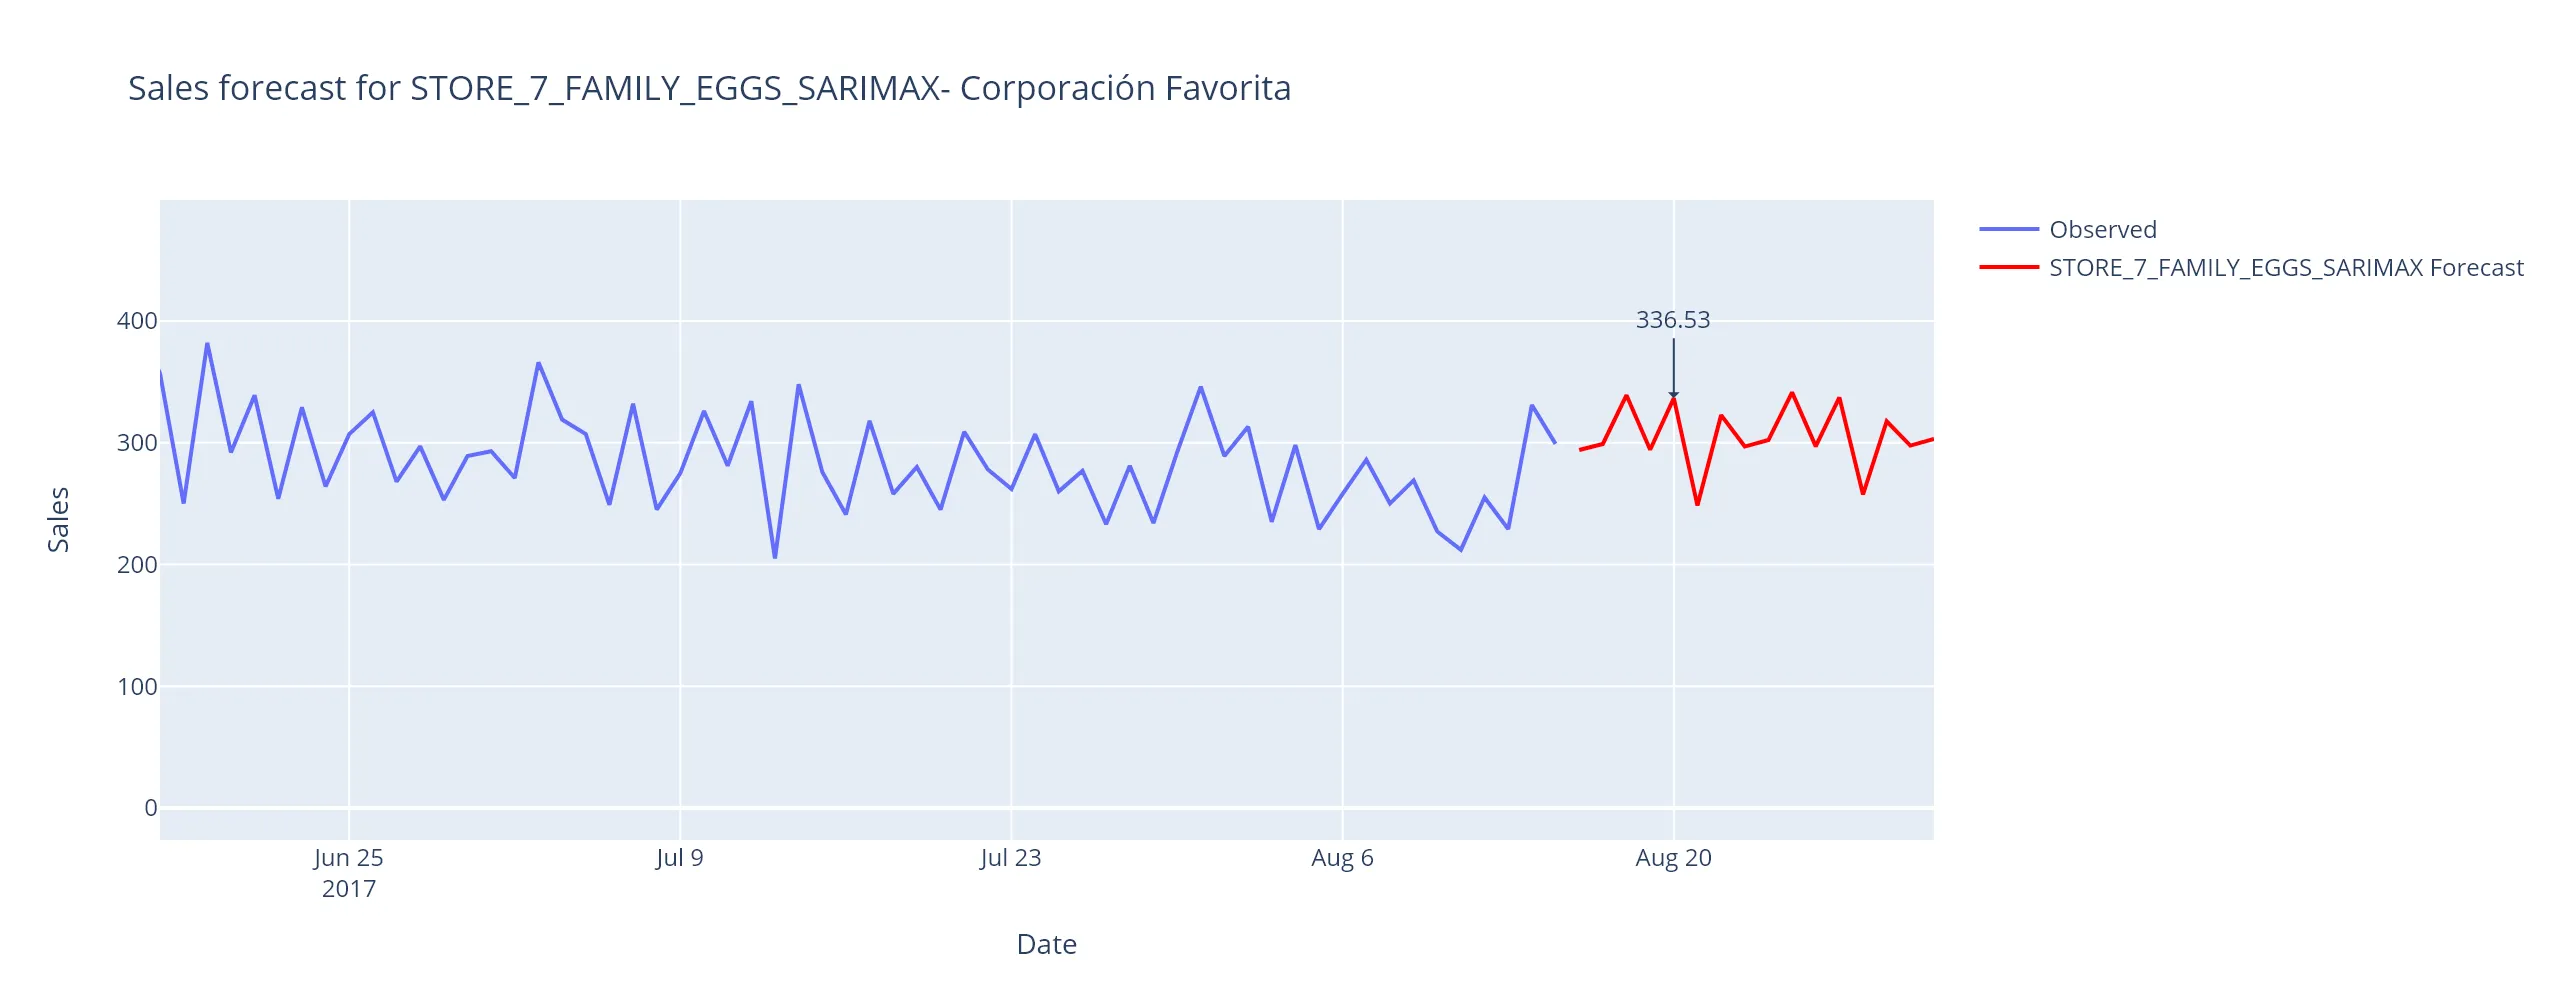 Sales forecast for STORE_7_FAMILY_EGGS_SARIMAX- Corporación Favorita
Observed
STORE_7_FAMILY_EGGS_SARIMAX Forecast
336.53
400
300
200
100
0
Sales
Jun 25
2017
Jul 9
Jul 23
Aug 6
Aug 20
Date